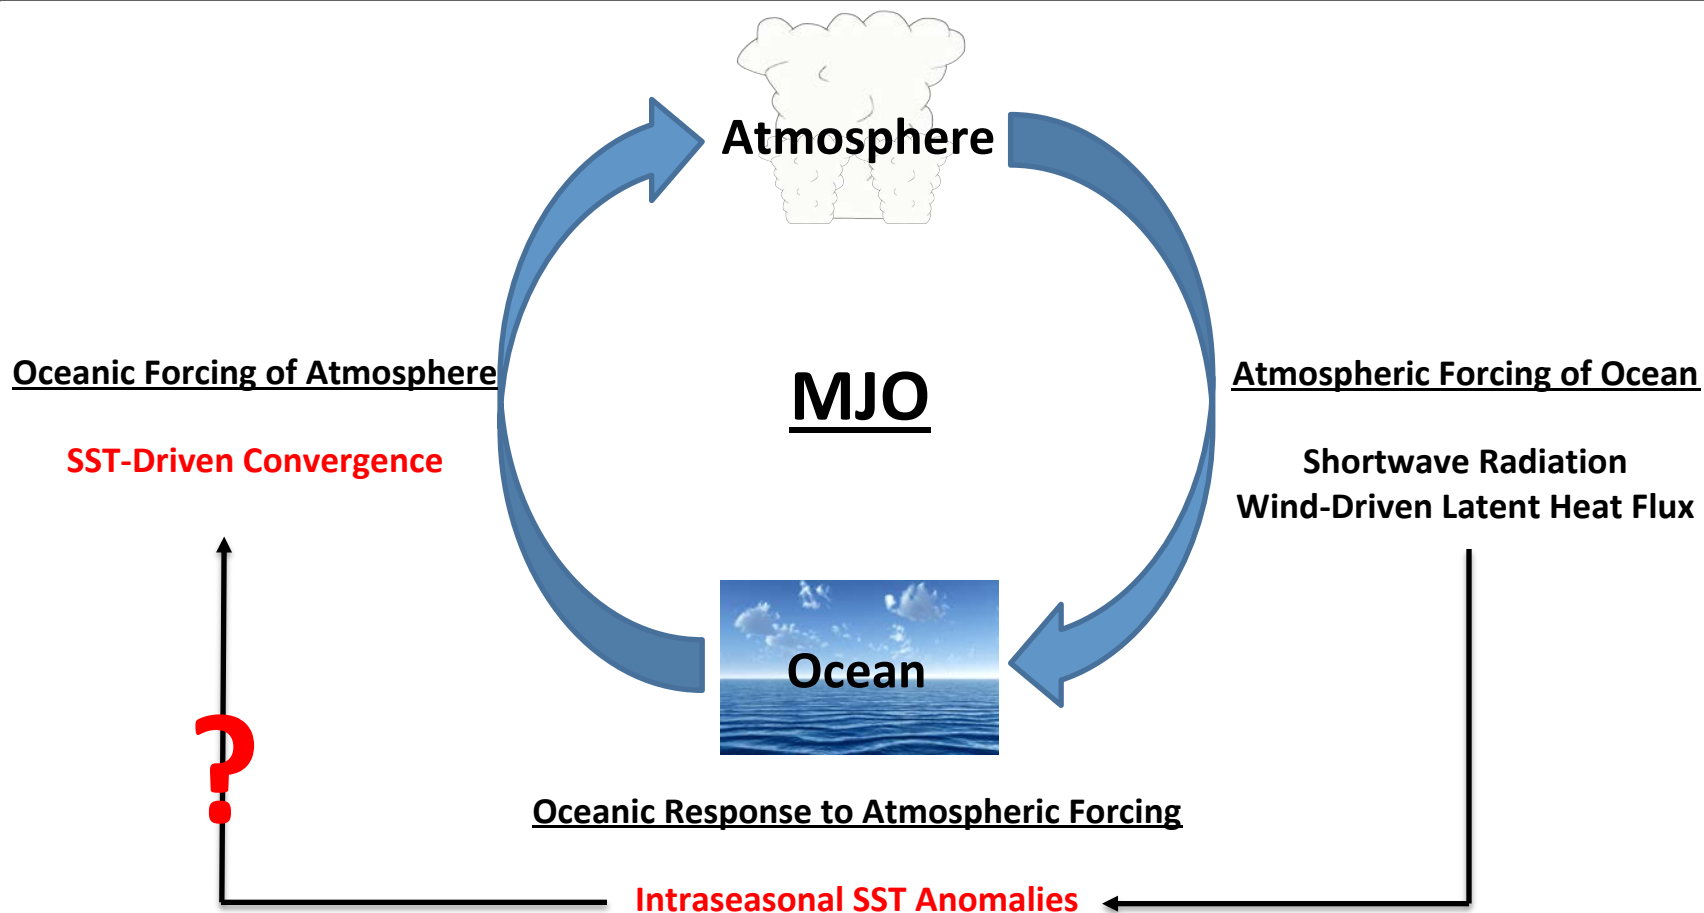 Atmosphere
Oceanic Forcing of Atmosphere
MJO
Atmospheric Forcing of Ocean
SST-Driven Convergence
Shortwave Radiation
Wind-Driven Latent Heat Flux
Ocean
?
Oceanic Response to Atmospheric Forcing
Intraseasonal SST Anomalies